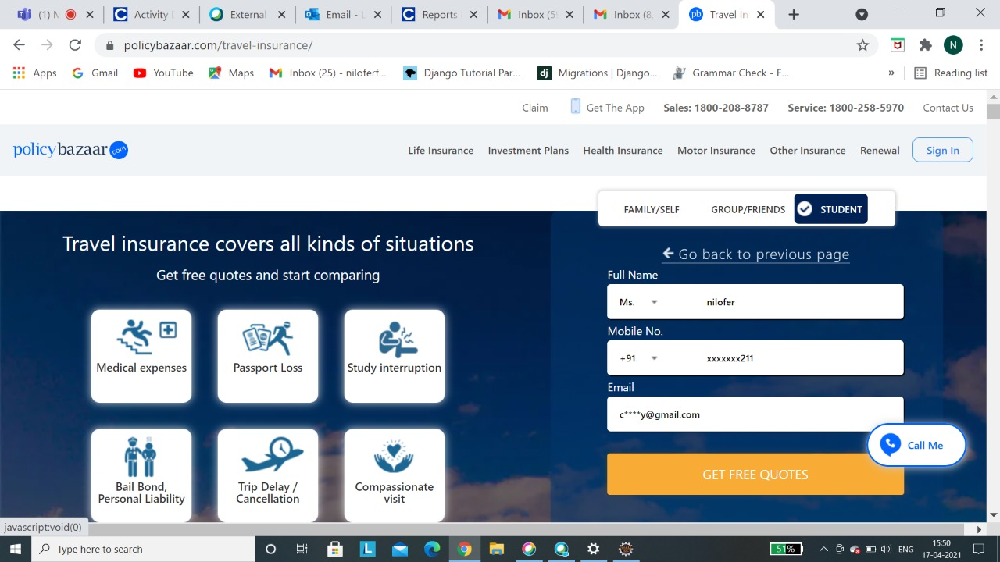 (1) M
Activity
External
Email - L
Reports
Inbox (5
Inbox (8
pb
Travel In
policybazaar.com/travel-insurance/
N
Apps
Gmail
YouTube
Maps
Inbox (25) - niloferf...
Django Tutorial Par...
dj
Migrations | Django...
Grammar Check - F...
»
Reading list
Claim
Get The App
Sales: 1800-208-8787
Service: 1800-258-5970
Contact Us
policybazaar.com
Life Insurance
Investment Plans
Health Insurance
Motor Insurance
Other Insurance
Renewal
Sign In
FAMILY/SELF
GROUP/FRIENDS
STUDENT
Travel insurance covers all kinds of situations
Get free quotes and start comparing
Medical expenses
Passport Loss
Study interruption
Bail Bond,
Personal Liability
Trip Delay /
Cancellation
Compassionate
visit
Go back to previous page
Full Name
Ms.
nilofer
Mobile No.
+91
xxxxxxx211
Email
c****y@gmail.com
Call Me
GET FREE QUOTES
javascript:void(0)
Type here to search
L
51%
ENG
15:50
17-04-2021